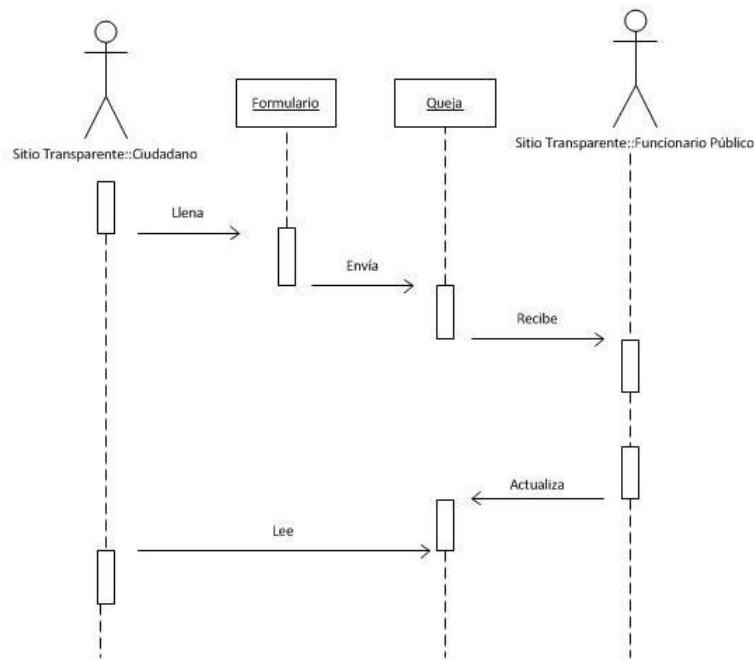 Formulario
Queja
Sitio Transparente::Ciudadano
Sitio Transparente::Funcionario Público
Llena
Envía
Recibe
Actualiza
Lee